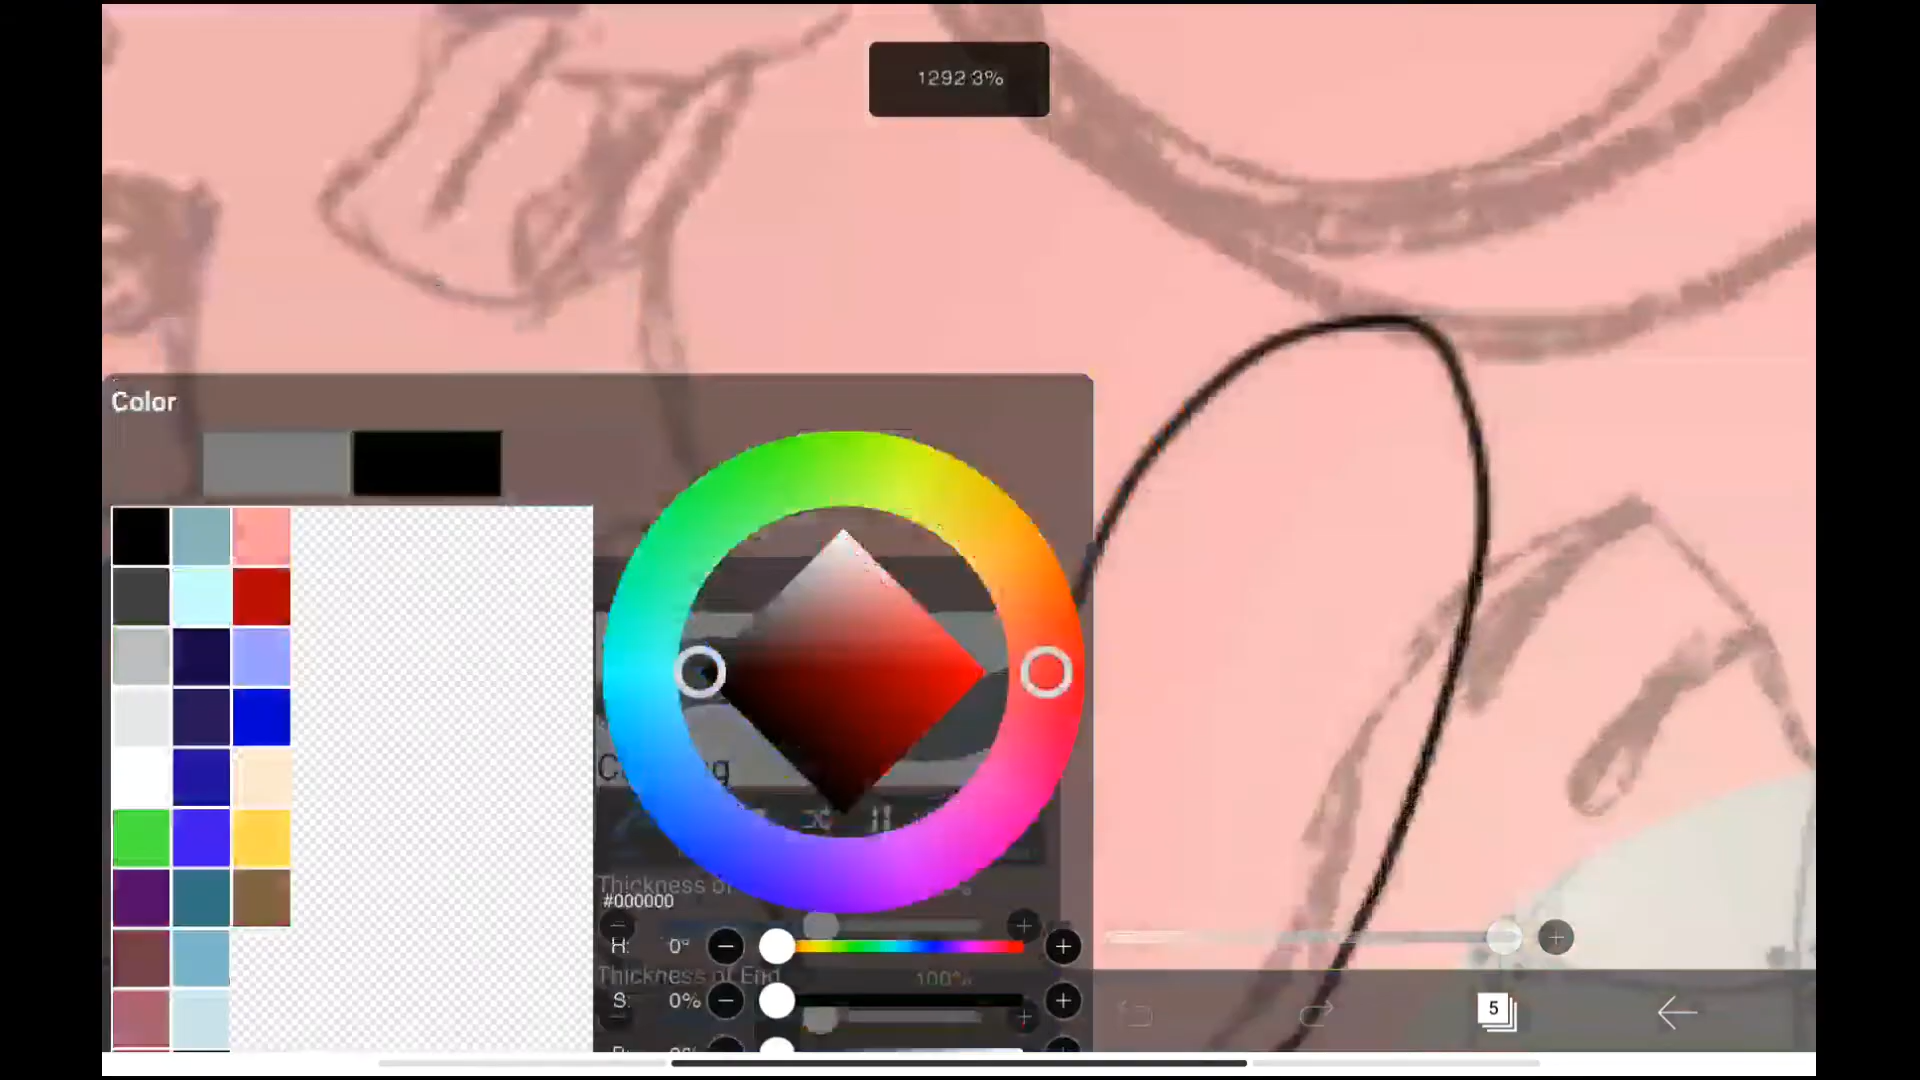 1292 3%
Color
#000000
Thickness of
H: 0°
Thickness of End 100%
S: 0%
5